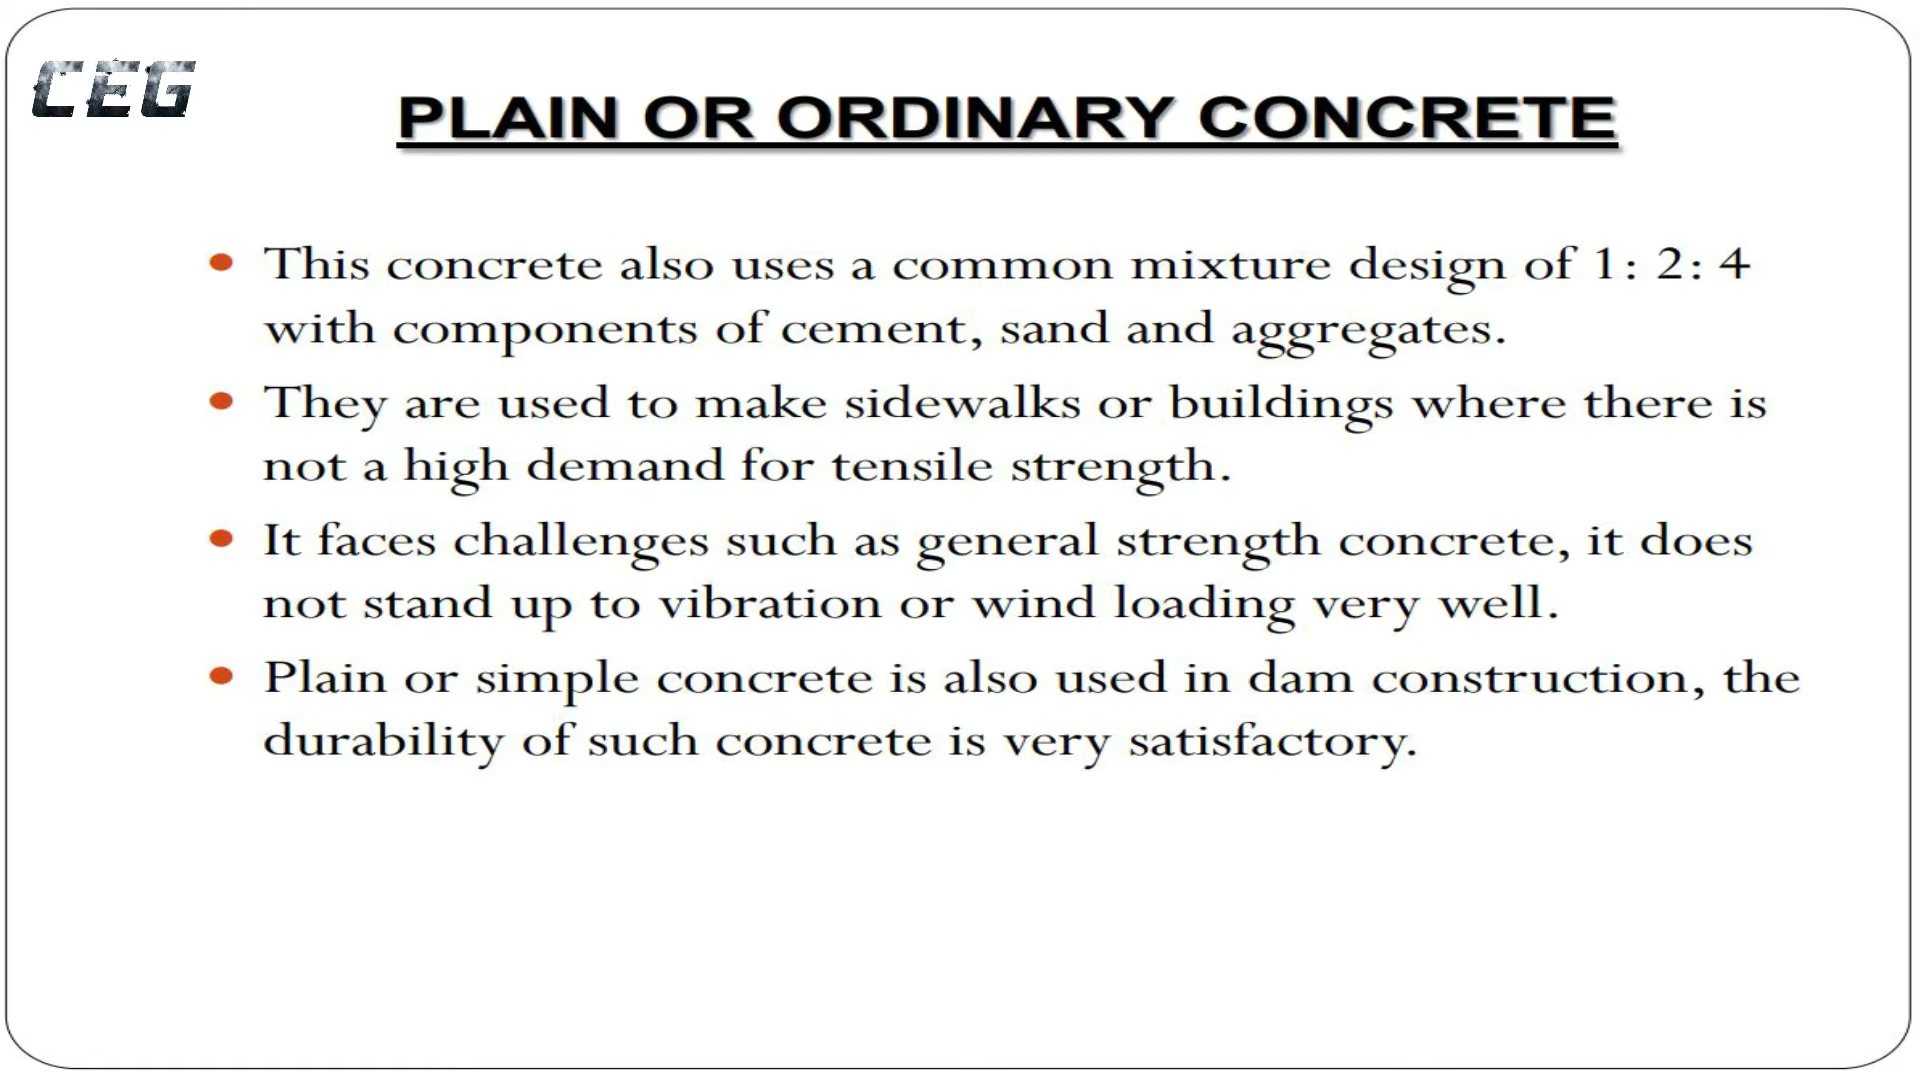 CEG
PLAIN OR ORDINARY CONCRETE
• This concrete also uses a common mixture design of 1: 2: 4
with components of cement, sand and aggregates.
• They are used to make sidewalks or buildings where there is
not a high demand for tensile strength.
• It faces challenges such as general strength concrete, it does
not stand up to vibration or wind loading very well.
• Plain or simple concrete is also used in dam construction, the
durability of such concrete is very satisfactory.